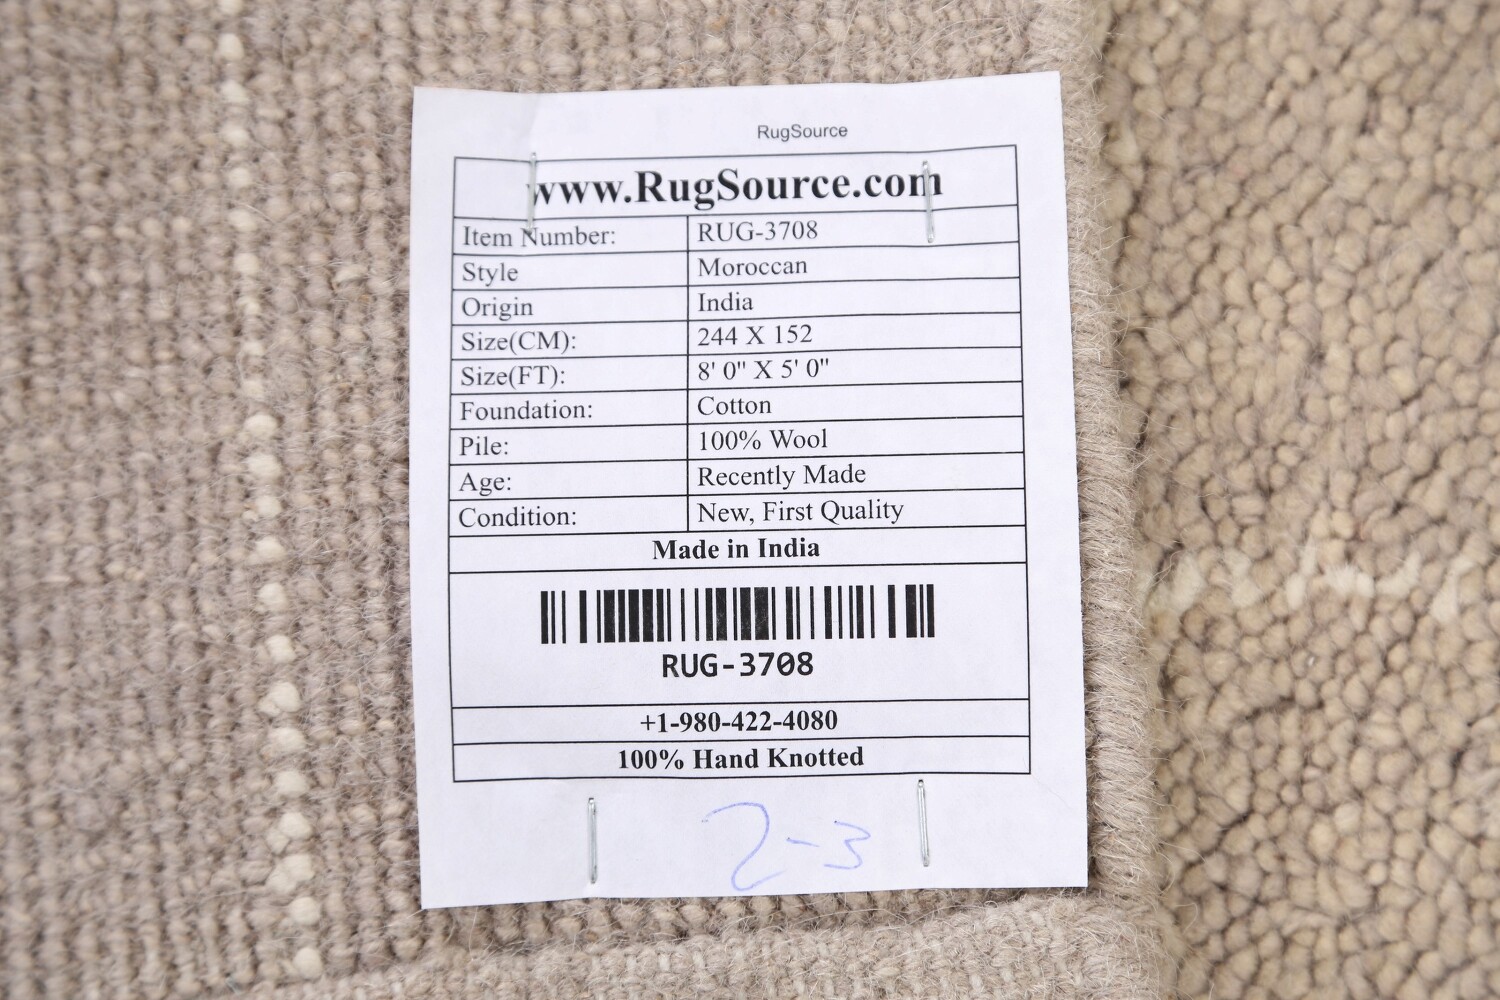 RugSource
www.RugSource.com
Item Number: RUG-3708
Style Moroccan
Origin India
Size(CM): 244 X 152
Size(FT): 8' 0" X 5' 0"
Foundation: Cotton
Pile: 100% Wool
Age: Recently Made
Condition: New, First Quality
Made in India
RUG-3708
+1-980-422-4080
100% Hand Knotted
2-3